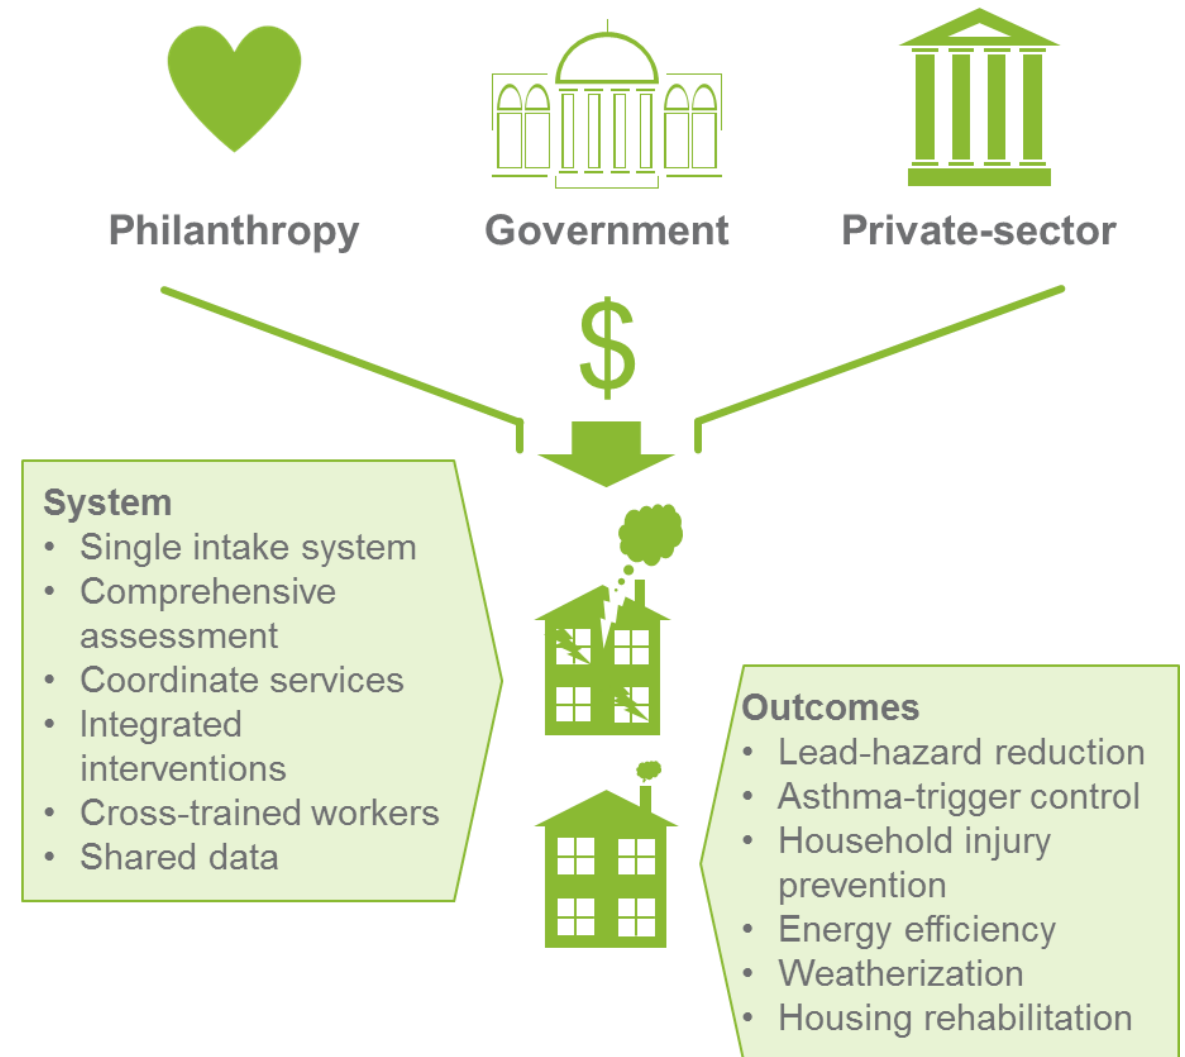 Philanthropy
Government
Private-sector
$
System
• Single intake system
• Comprehensive
assessment
• Coordinate services
• Integrated
interventions
• Cross-trained workers
• Shared data
Outcomes
• Lead-hazard reduction
• Asthma-trigger control
• Household injury
prevention
• Energy efficiency
• Weatherization
• Housing rehabilitation